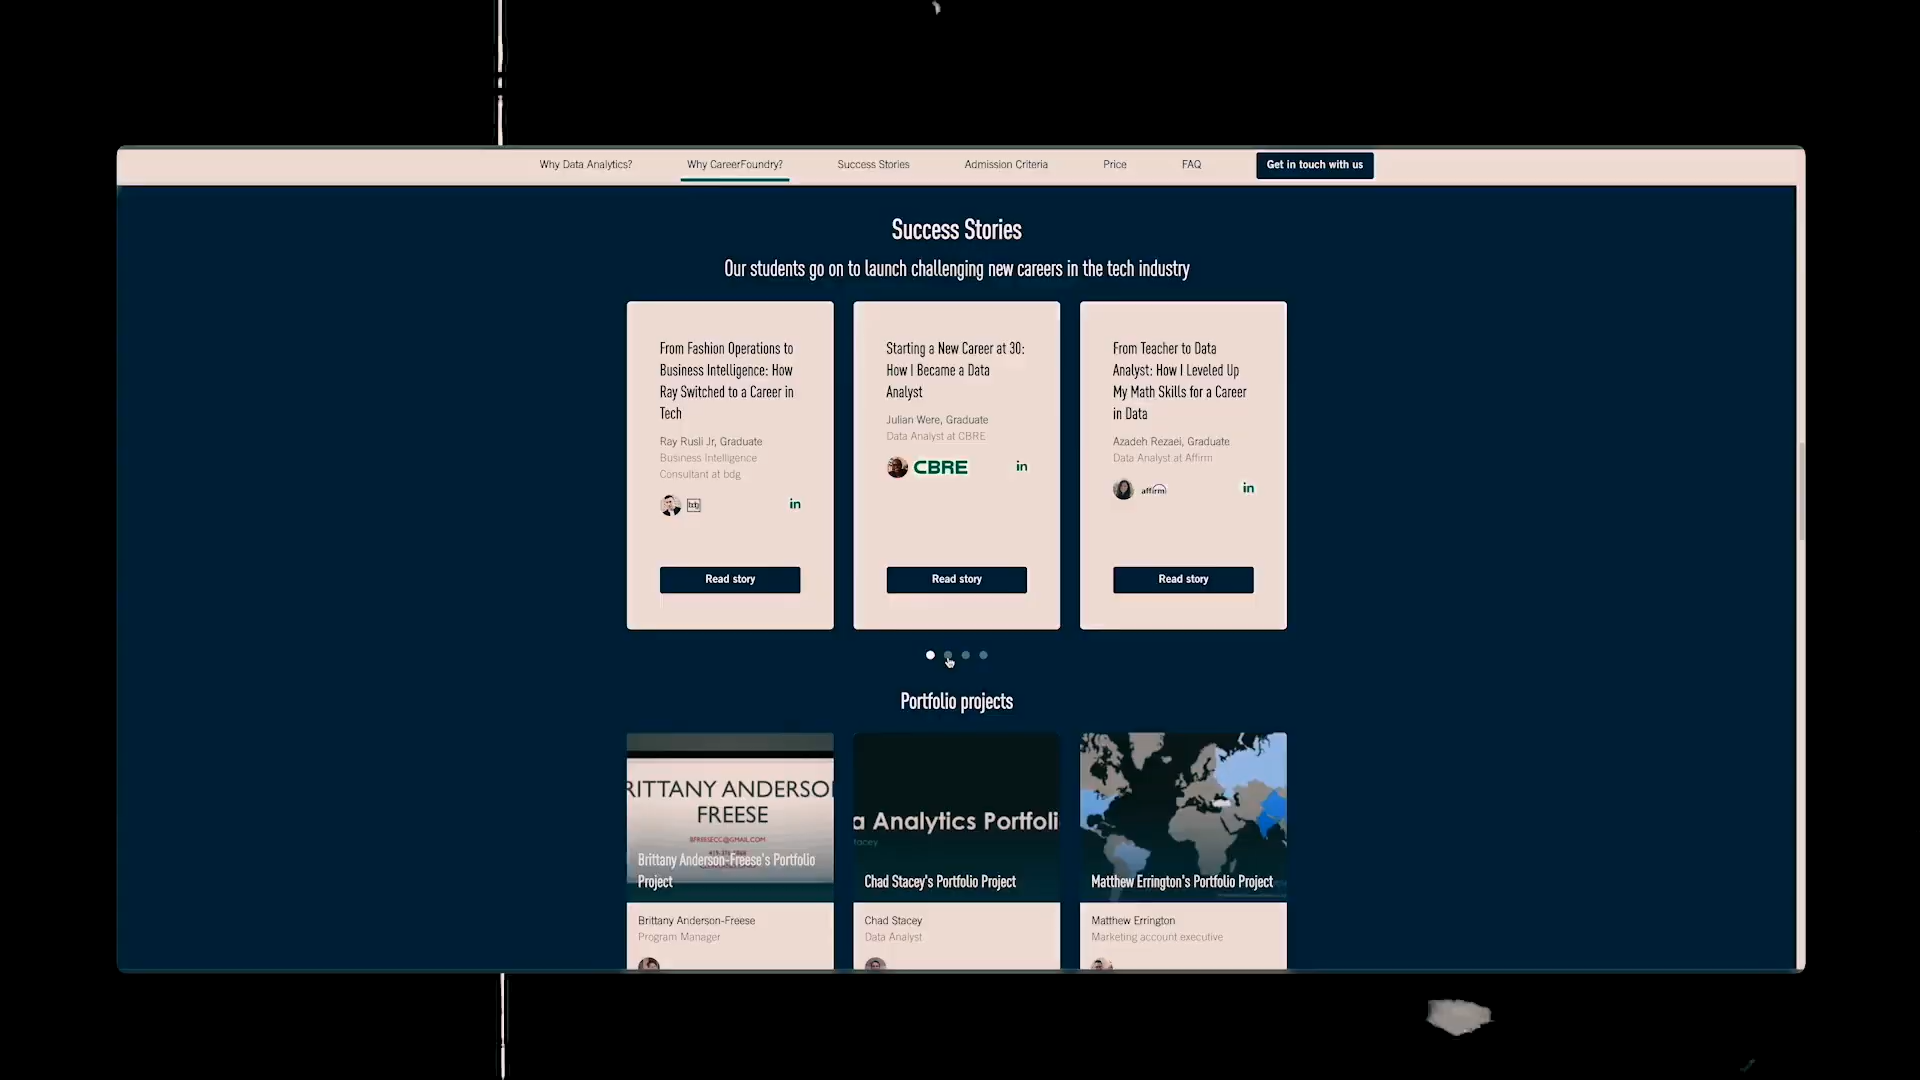 Why Data Analytics? Why CareerFoundry? Success Stories Admission Criteria Price FAQ Get in touch with us
Success Stories
Our students go on to launch challenging new careers in the tech industry
From Fashion Operations to
Business Intelligence: How
Ray Switched to a Career in
Tech
Ray Rusli Jr, Graduate
Business Intelligence
Consultant at bdg
bdg
in
Read story
Starting a New Career at 30:
How I Became a Data
Analyst
Julian Were, Graduate
Data Analyst at CBRE
CBRE
in
Read story
From Teacher to Data
Analyst: How I Leveled Up
My Math Skills for a Career
in Data
Azadeh Rezaei, Graduate
Data Analyst at Affirm
affirm
in
Read story
Portfolio projects
RITTANY ANDERSO
FREESE
BFREESECC@GMAIL.COM
Brittany Anderson-Freese's Portfolio
Project
Brittany Anderson-Freese
Program Manager
a Analytics Portfoli
tacey
Chad Stacey's Portfolio Project
Chad Stacey
Data Analyst
Matthew Errington's Portfolio Project
Matthew Errington
Marketing account executive